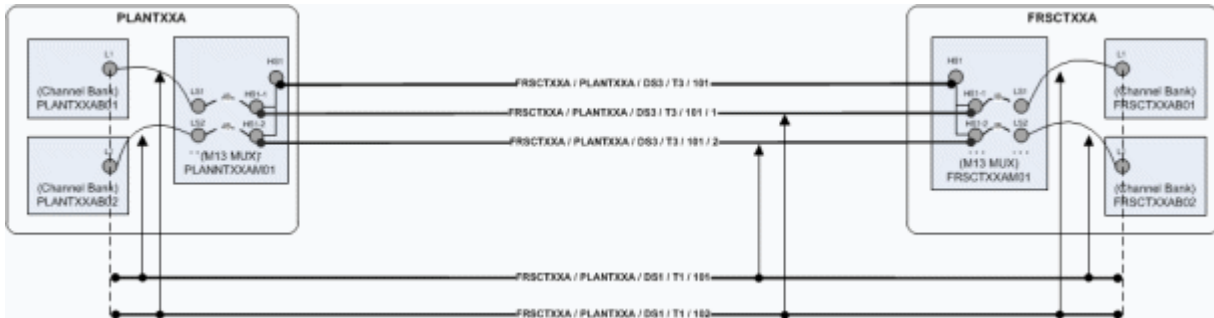 PLANTXXA
FRSCTXXA
L1
(Channel Bank)
PLANTXXAB01
LS1
HS1-1
HS1
LS2
HS1-2
(M13 MUX)
PLANNTXXAM01
(Channel Bank)
PLANTXXAB02
FRSCTXXA / PLANTXXA / DS3 / T3 / 101
FRSCTXXA / PLANTXXA / DS3 / T3 / 101 / 1
FRSCTXXA / PLANTXXA / DS3 / T3 / 101 / 2
HS1
HS1-1
LS1
HS1-2
LS2
(M13 MUX)
FRSCTXXAM01
L1
(Channel Bank)
FRSCTXXAB01
(Channel Bank)
FRSCTXXAB02
FRSCTXXA / PLANTXXA / DS1 / T1 / 101
FRSCTXXA / PLANTXXA / DS1 / T1 / 102